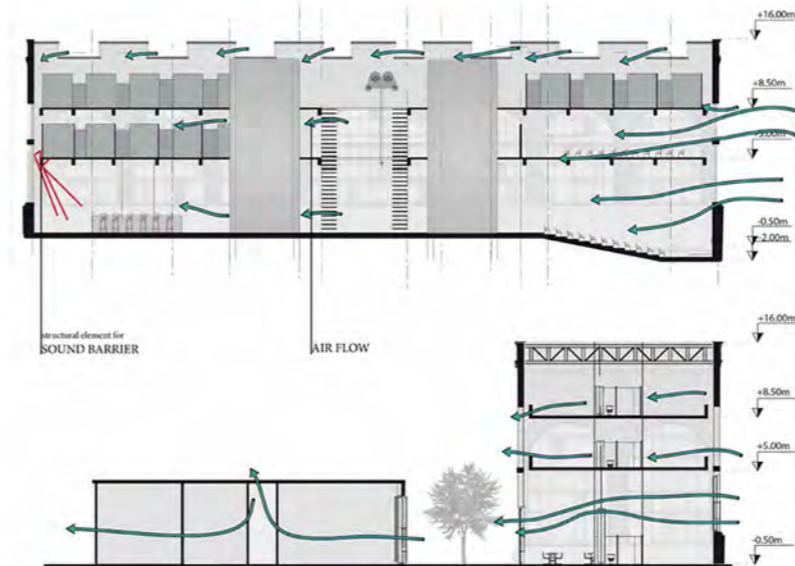 +16.00m
+8.50m
+5.00m
-0.50m
-2.00m
structural element for
SOUND BARRIER
AIR FLOW
+16.00m
+8.50m
+5.00m
-0.50m